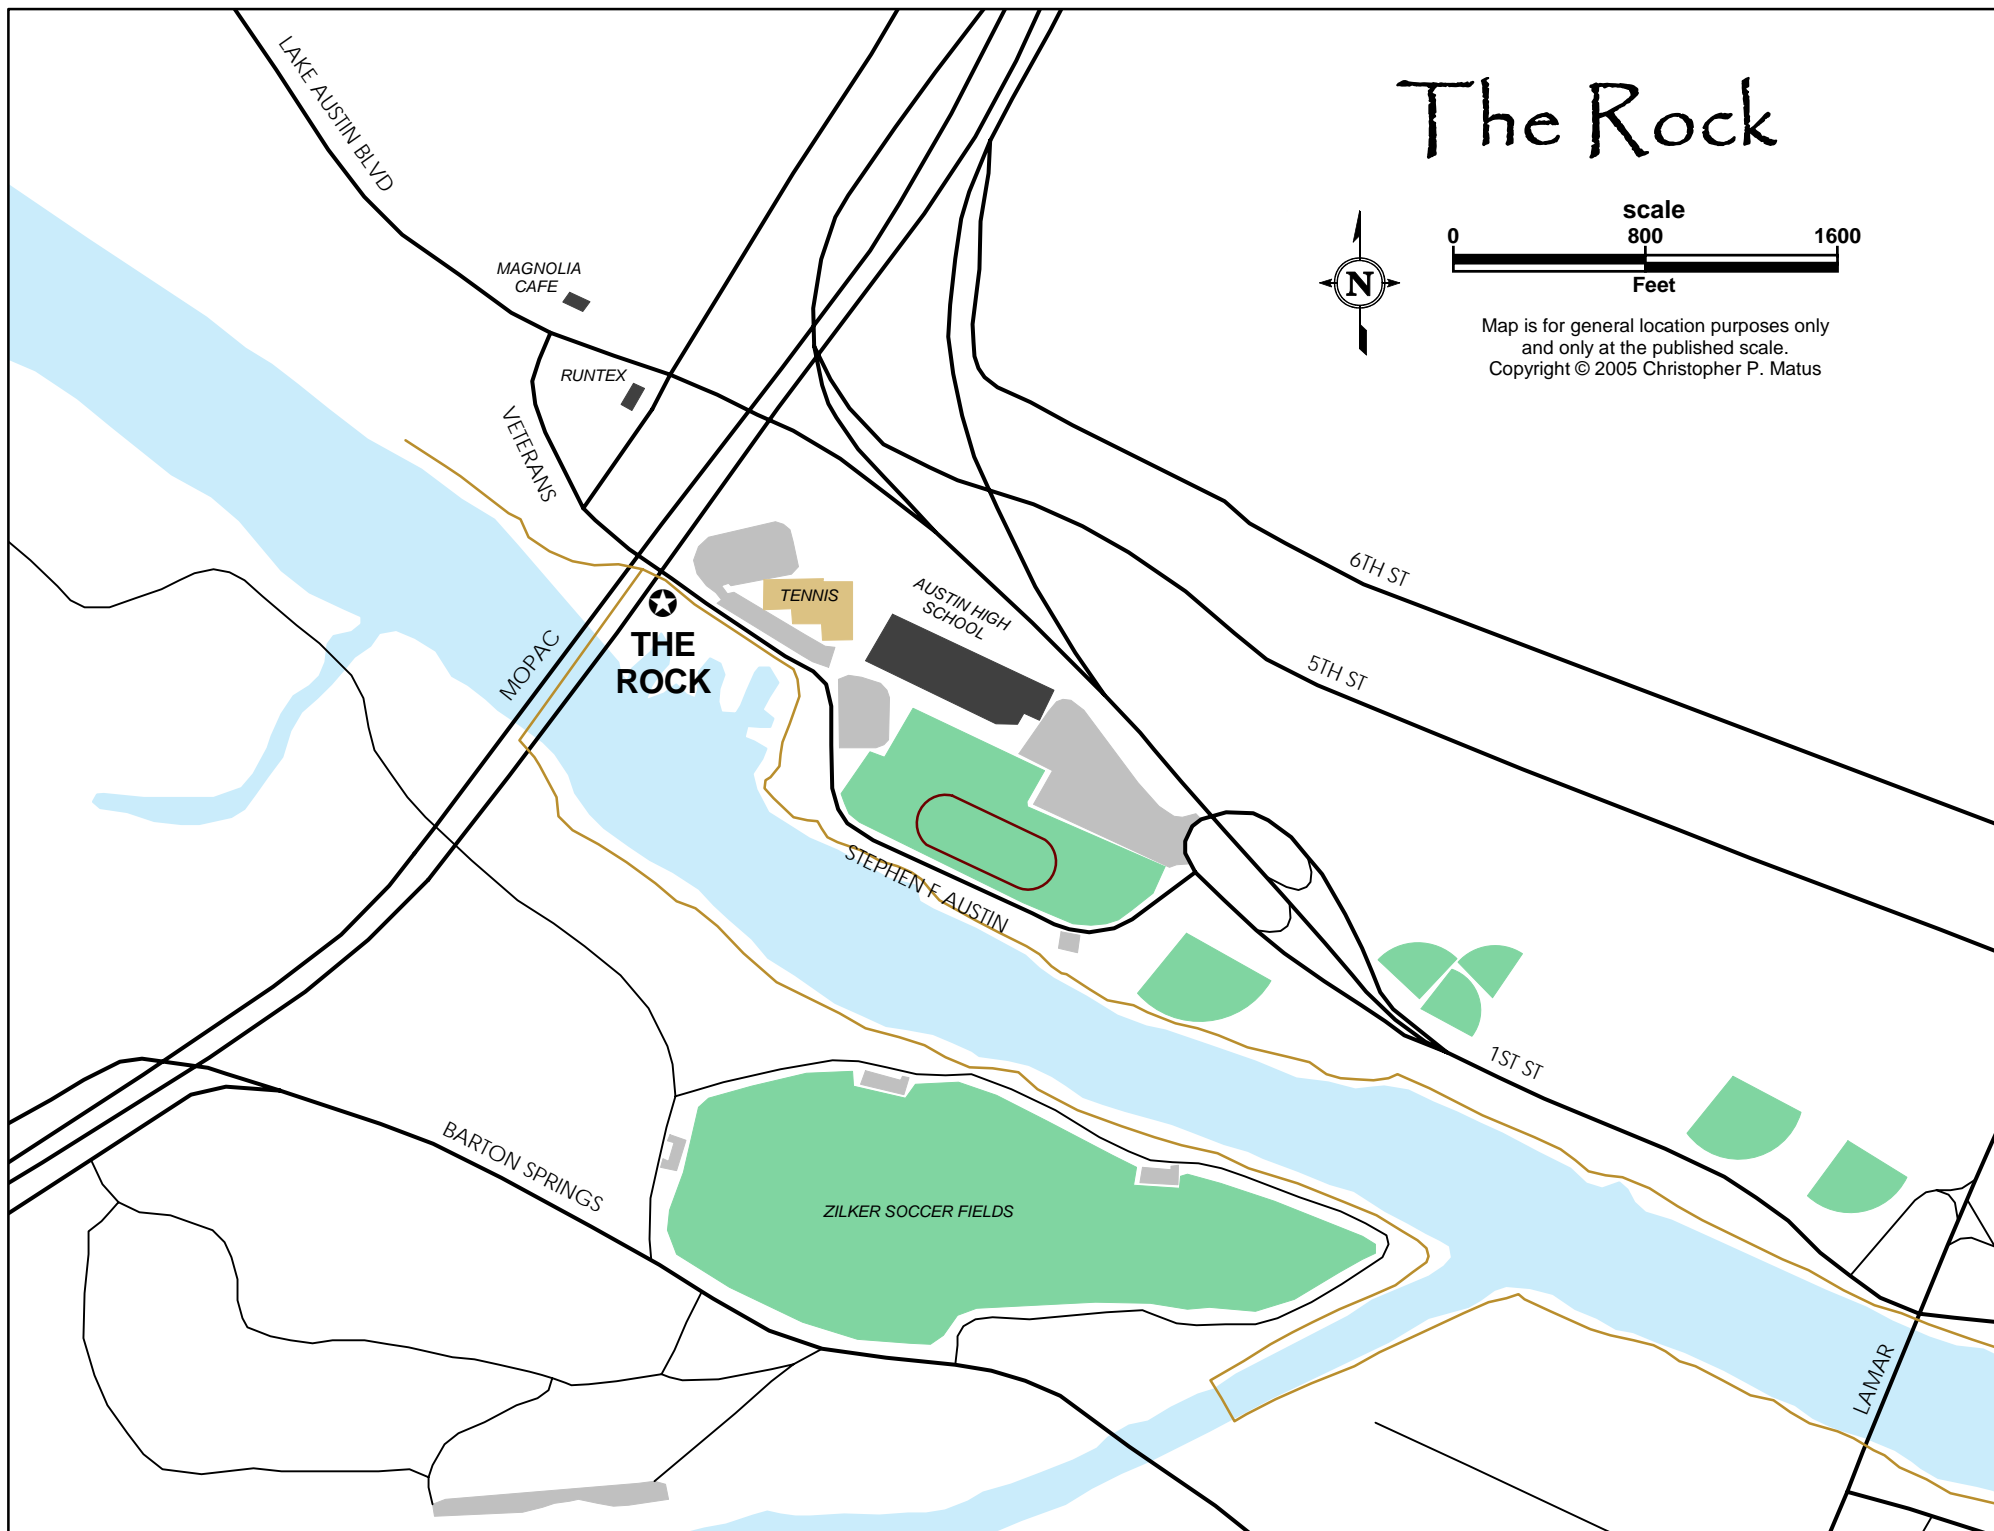 The Rock
scale
0 800 1600
Feet
N
Map is for general location purposes only
and only at the published scale.
Copyright © 2005 Christopher P. Matus
LAKE AUSTIN BLVD
MAGNOLIA
CAFE
RUNTEX
VETERANS
6TH ST
TENNIS
AUSTIN HIGH
SCHOOL
THE
ROCK
MOPAC
5TH ST
STEPHEN F AUSTIN
1ST ST
BARTON SPRINGS
ZILKER SOCCER FIELDS
LAMAR